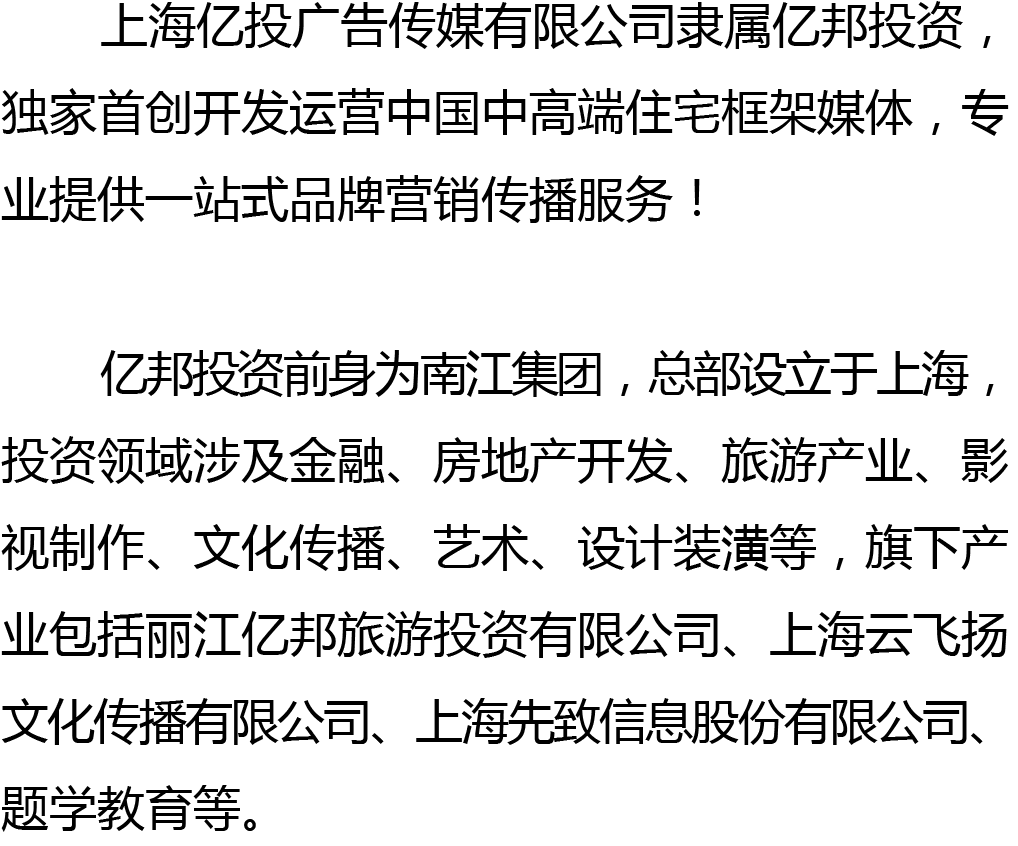 上海亿投广告传媒有限公司隶属亿邦投资，
独家首创开发运营中国中高端住宅框架媒体，专
业提供一站式品牌营销传播服务！
亿邦投资前身为南江集团，总部设立于上海，
投资领域涉及金融、房地产开发、旅游产业、影
视制作、文化传播、艺术、设计装潢等，旗下产
业包括丽江亿邦旅游投资有限公司、上海云飞扬
文化传播有限公司、上海先致信息股份有限公司、
题学教育等。